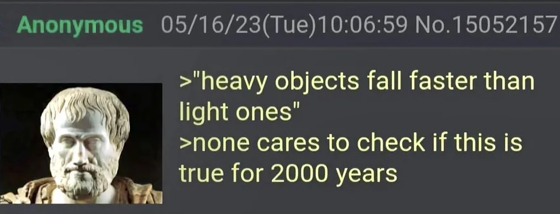 Anonymous 05/16/23(Tue)10:06:59 No.15052157
>"heavy objects fall faster than
light ones"
>none cares to check if this is
true for 2000 years